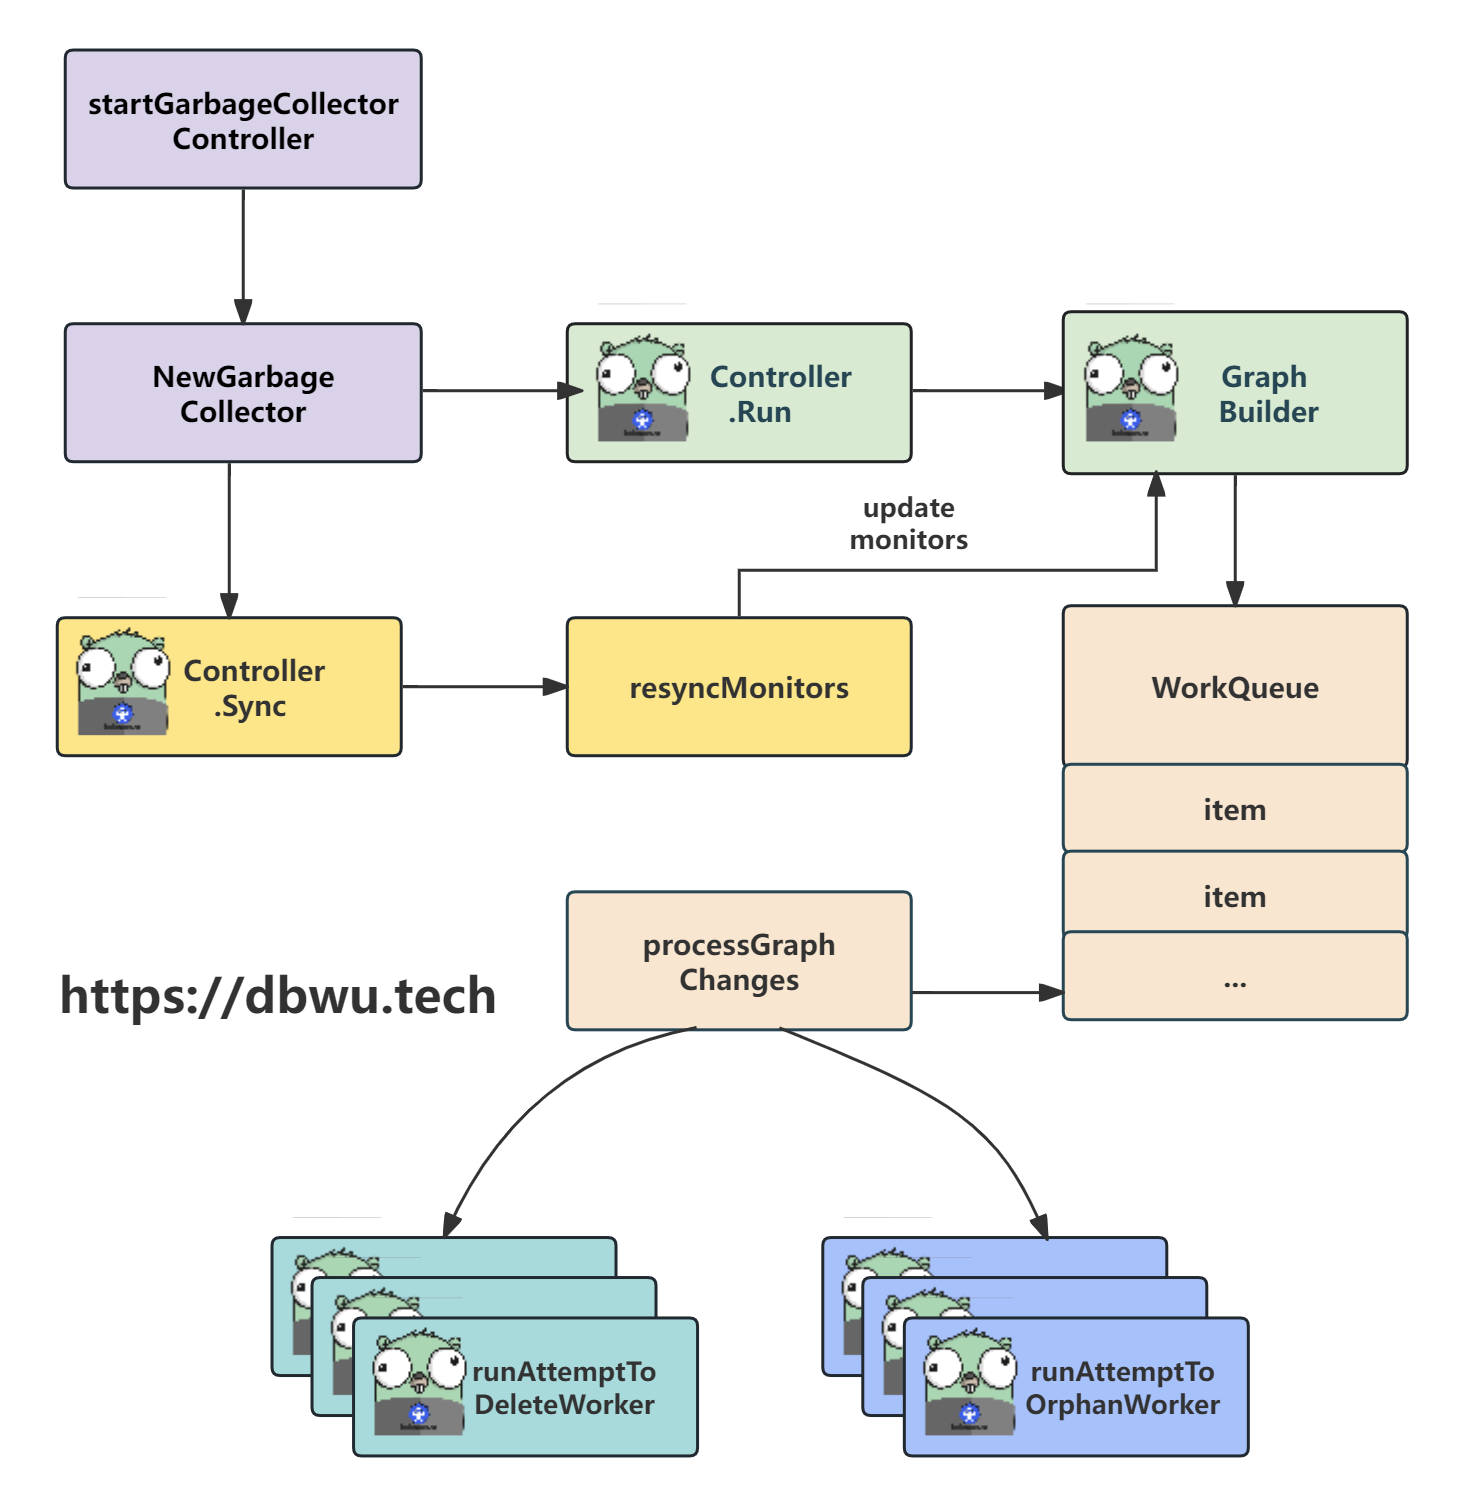 startGarbageCollector
Controller
NewGarbage
Collector
Controller
.Run
Graph
Builder
update
monitors
Controller
.Sync
resyncMonitors
WorkQueue
item
item
...
processGraph
Changes
https://dbwu.tech
runAttemptTo
DeleteWorker
runAttemptTo
OrphanWorker